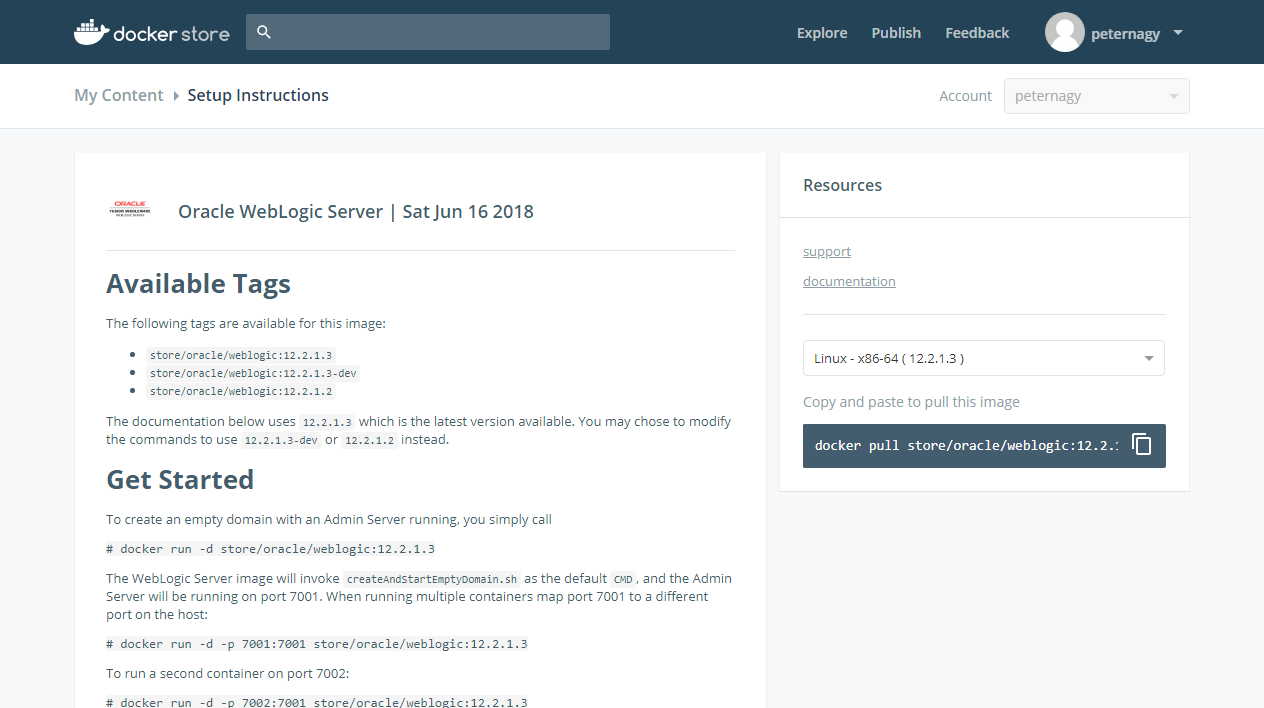 docker store
Explore
Publish
Feedback
peternagy
My Content
Setup Instructions
Account
peternagy
ORACLE
FUSION MIDDLEWARE
WEBLOGIC SERVER
Oracle WebLogic Server | Sat Jun 16 2018
Available Tags
The following tags are available for this image:
store/oracle/weblogic:12.2.1.3
store/oracle/weblogic:12.2.1.3-dev
store/oracle/weblogic:12.2.1.2
The documentation below uses 12.2.1.3 which is the latest version available. You may chose to modify
the commands to use 12.2.1.3-dev or 12.2.1.2 instead.
Get Started
To create an empty domain with an Admin Server running, you simply call
# docker run -d store/oracle/weblogic:12.2.1.3
The WebLogic Server image will invoke createAndStartEmptyDomain.sh as the default CMD, and the Admin
Server will be running on port 7001. When running multiple containers map port 7001 to a different
port on the host:
# docker run -d -p 7001:7001 store/oracle/weblogic:12.2.1.3
To run a second container on port 7002:
# docker run -d -p 7002:7001 store/oracle/weblogic:12.2.1.3
Resources
support
documentation
Linux - x86-64 ( 12.2.1.3 )
Copy and paste to pull this image
docker pull store/oracle/weblogic:12.2.